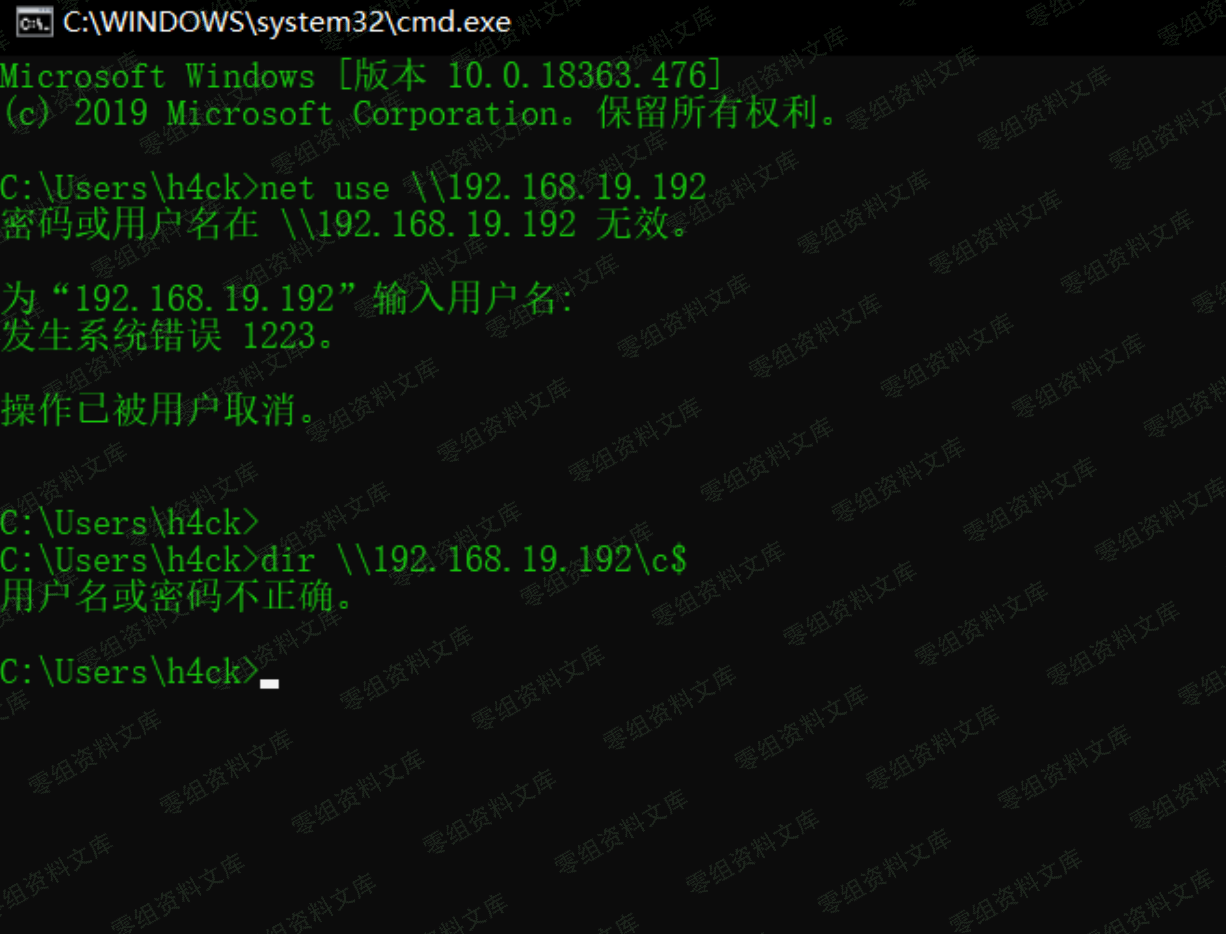 C:\WINDOWS\system32\cmd.exe
Microsoft Windows [版本 10.0.18363.476]
(c) 2019 Microsoft Corporation。保留所有权利。
C:\Users\h4ck>net use \\192.168.19.192
密码或用户名在 \\192.168.19.192 无效。
为“192.168.19.192”输入用户名:
发生系统错误 1223。
操作已被用户取消。
C:\Users\h4ck>
C:\Users\h4ck>dir \\192.168.19.192\c$
用户名或密码不正确。
C:\Users\h4ck>
零组资料文库